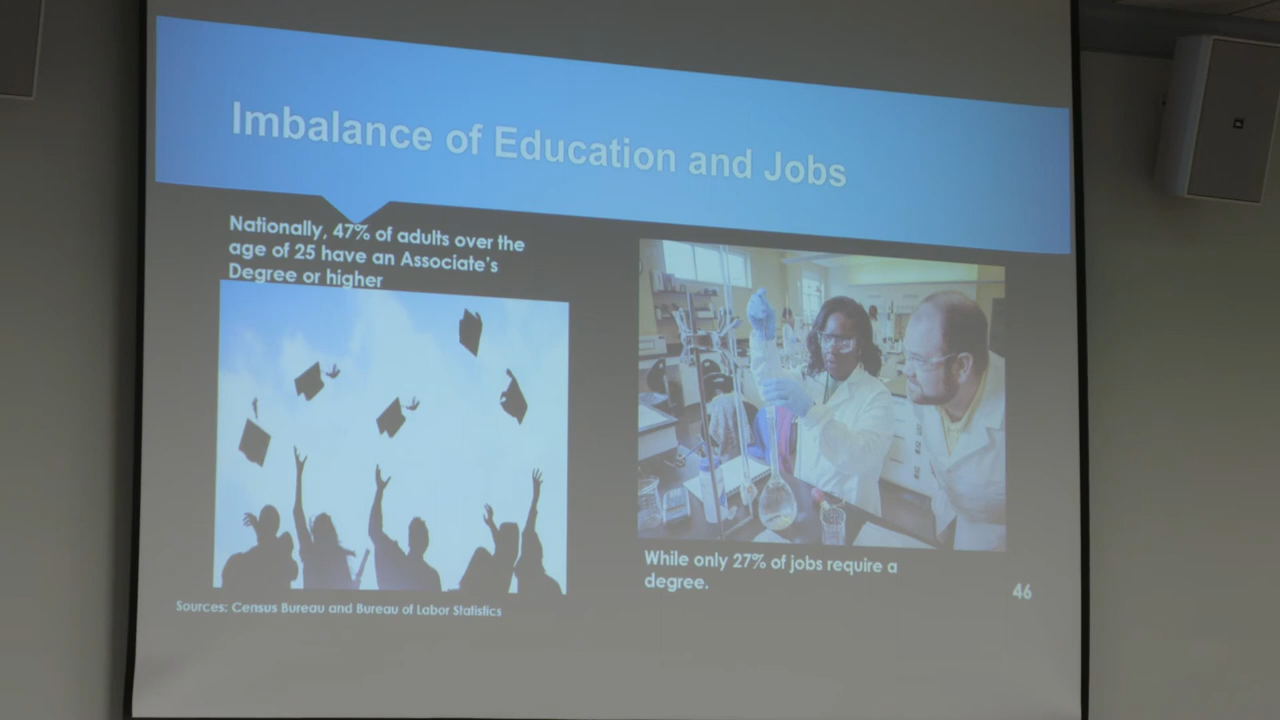 Imbalance of Education and Jobs
Nationally, 47% of adults over the
age of 25 have an Associate's
Degree or higher
While only 27% of jobs require a
degree.
46
Sources: Census Bureau and Bureau of Labor Statistics